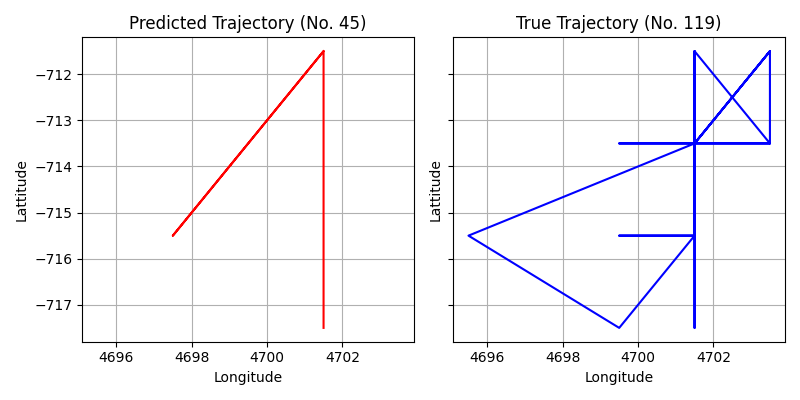 Predicted Trajectory (No. 45)
True Trajectory (No. 119)
−712
−713
−714
−715
−716
−717
Lattitude
Lattitude
4696
4698
4700
4702
4696
4698
4700
4702
Longitude
Longitude